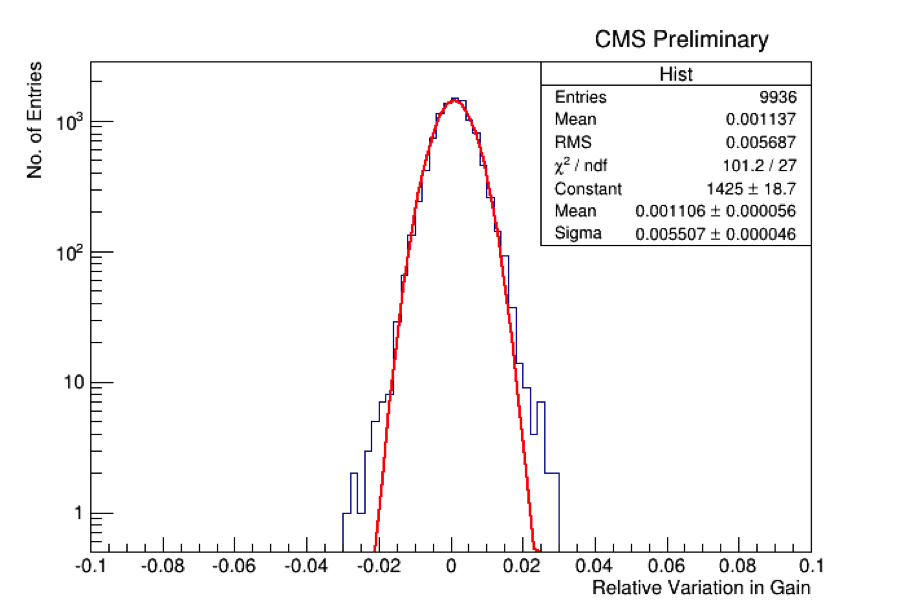 CMS Preliminary
Hist
Entries 9936
Mean 0.001137
RMS 0.005687
χ² / ndf 101.2 / 27
Constant 1425 ± 18.7
Mean 0.001106 ± 0.000056
Sigma 0.005507 ± 0.000046
No. of Entries
10³
10²
10
1
-0.1 -0.08 -0.06 -0.04 -0.02 0 0.02 0.04 0.06 0.08 0.1
Relative Variation in Gain